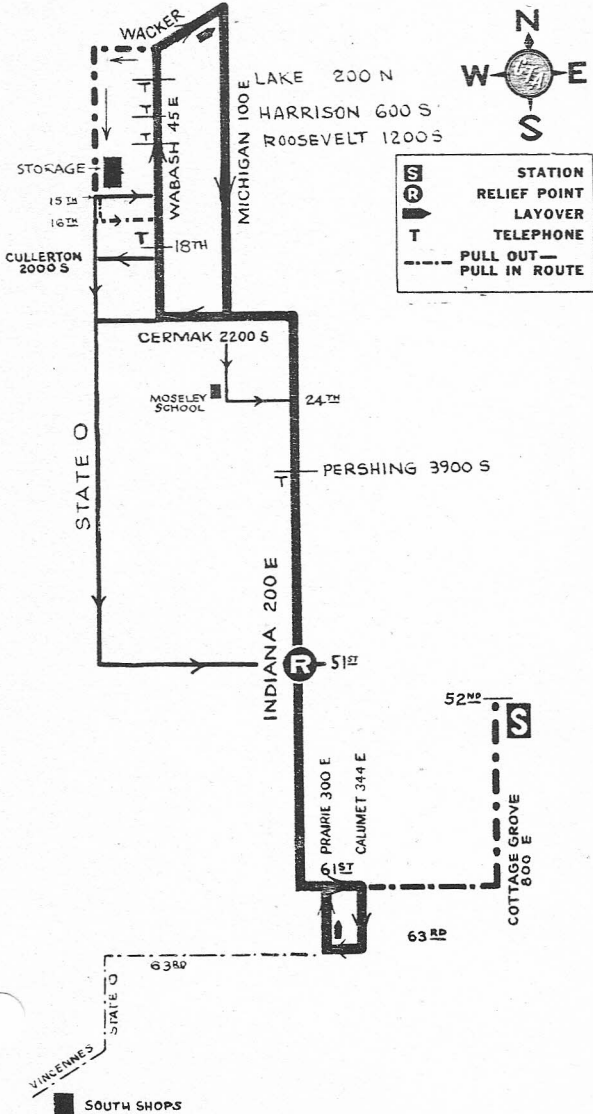 WACKER
N
W E
S
LAKE 200 N
HARRISON 600 S
ROOSEVELT 1200 S
WABASH 45 E
MICHIGAN 100 E
T
T
T
STORAGE
15TH
16TH
T
18TH
CULLERTON
2000 S
S STATION
R RELIEF POINT
LAYOVER
T TELEPHONE
PULL OUT—
PULL IN ROUTE
CERMAK 2200 S
MOSELEY
SCHOOL
24TH
STATE O
T
PERSHING 3900 S
INDIANA 200 E
R
51ST
52ND
S
PRAIRIE 300 E
CALUMET 344 E
COTTAGE GROVE
800 E
61ST
63RD
63RD
STATE O
VINCENNES
SOUTH SHOPS